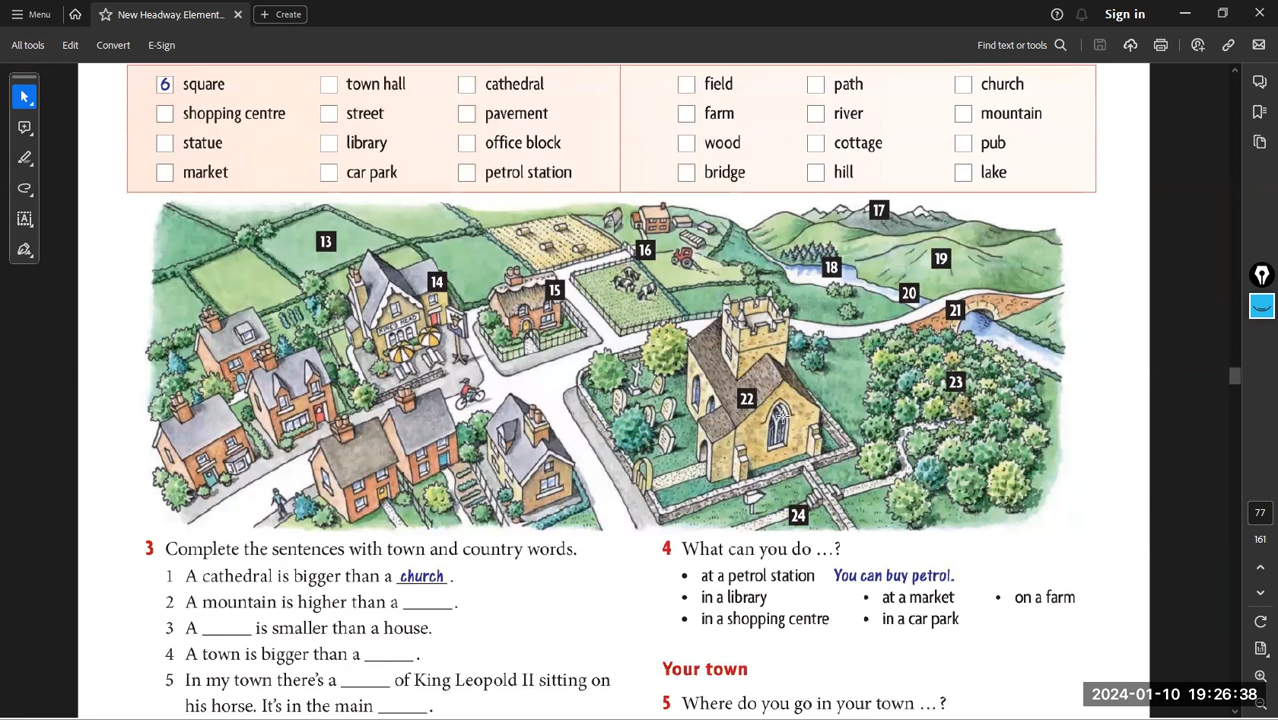 Menu
New Headway. Element...
Create
Sign in
All tools
Edit
Convert
E-Sign
Find text or tools
6 square
town hall
cathedral
field
path
church
shopping centre
street
pavement
farm
river
mountain
statue
library
office block
wood
cottage
pub
market
car park
petrol station
bridge
hill
lake
13
14
15
16
17
18
19
20
21
22
23
24
3 Complete the sentences with town and country words.
1 A cathedral is bigger than a church .
2 A mountain is higher than a ______ .
3 A ______ is smaller than a house.
4 A town is bigger than a ______ .
5 In my town there's a ______ of King Leopold II sitting on
his horse. It's in the main ______ .
4 What can you do ...?
• at a petrol station You can buy petrol.
• in a library • at a market • on a farm
• in a shopping centre • in a car park
Your town
5 Where do you go in your town ...?
77
161
2024-01-10 19:26:38